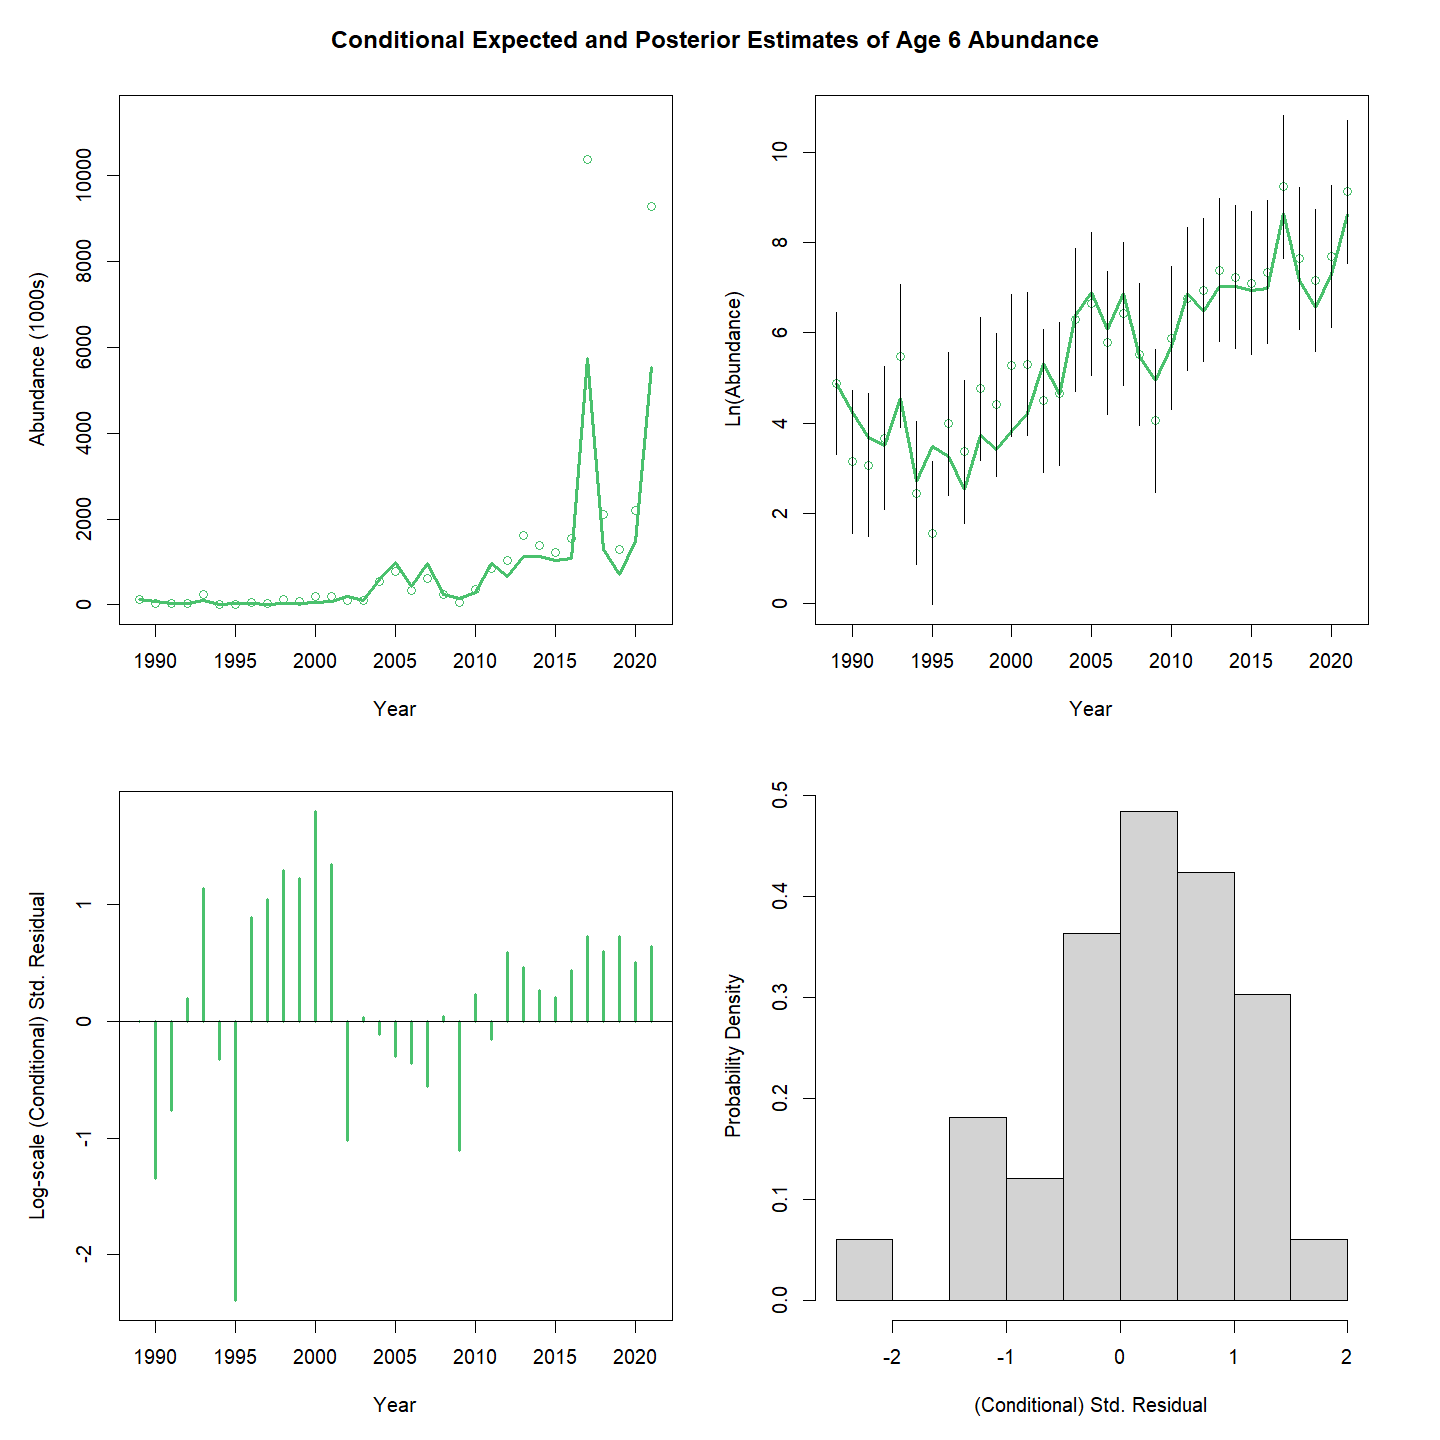 Conditional Expected and Posterior Estimates of Age 6 Abundance
Abundance (1000s)
0 2000 4000 6000 8000 10000
1990 1995 2000 2005 2010 2015 2020
Year
Ln(Abundance)
0 2 4 6 8 10
1990 1995 2000 2005 2010 2015 2020
Year
Log-scale (Conditional) Std. Residual
-2 -1 0 1
1990 1995 2000 2005 2010 2015 2020
Year
Probability Density
0.0 0.1 0.2 0.3 0.4 0.5
-2 -1 0 1 2
(Conditional) Std. Residual